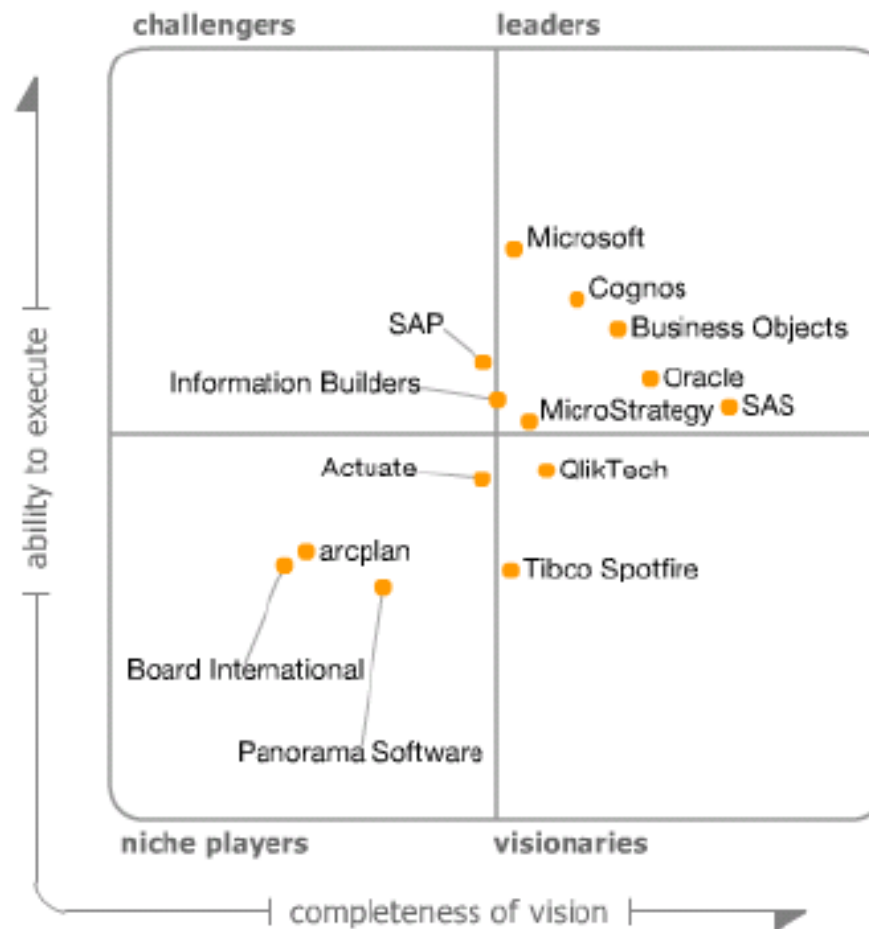 challengers
leaders
Microsoft
Cognos
SAP
Business Objects
Oracle
Information Builders
MicroStrategy
SAS
Actuate
QlikTech
arcplan
Tibco Spotfire
Board International
Panorama Software
niche players
visionaries
ability to execute
completeness of vision